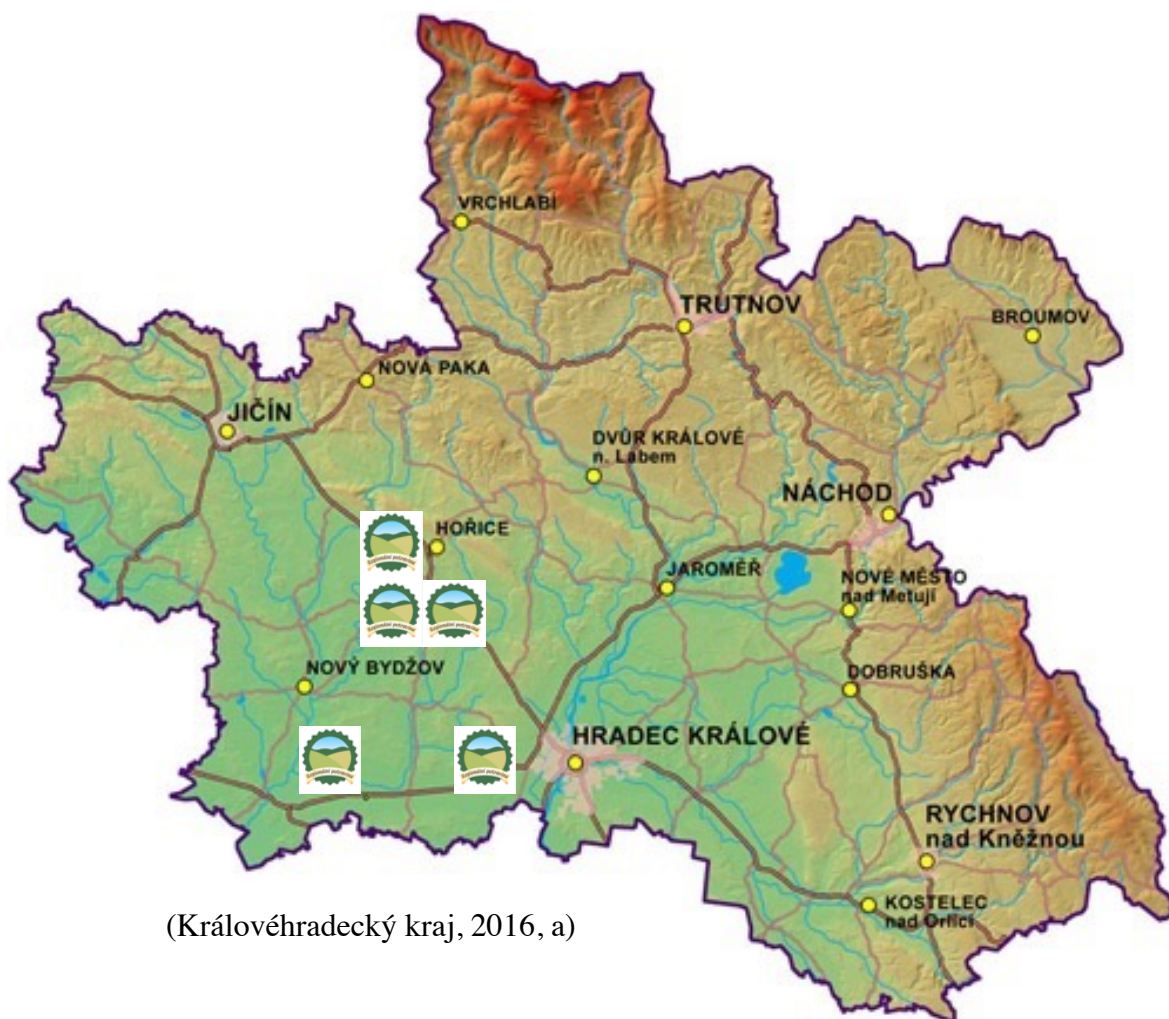 VRCHLABÍ
TRUTNOV
BROUMOV
NOVÁ PAKA
JIČÍN
DVŮR KRÁLOVÉ
n. Labem
NÁCHOD
HOŘICE
JAROMĚŘ
NOVÉ MĚSTO
nad Metují
NOVÝ BYDŽOV
DOBRUŠKA
HRADEC KRÁLOVÉ
RYCHNOV
nad Kněžnou
KOSTELEC
nad Orlicí
(Královéhradecký kraj, 2016, a)